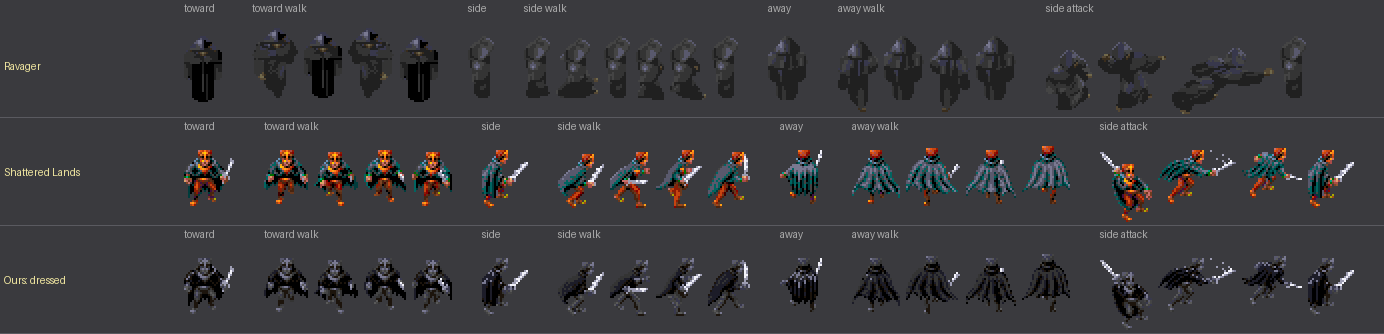 toward toward walk side side walk away away walk side attack
Ravager
toward toward walk side side walk away away walk side attack
Shattered Lands
toward toward walk side side walk away away walk side attack
Ours: dressed